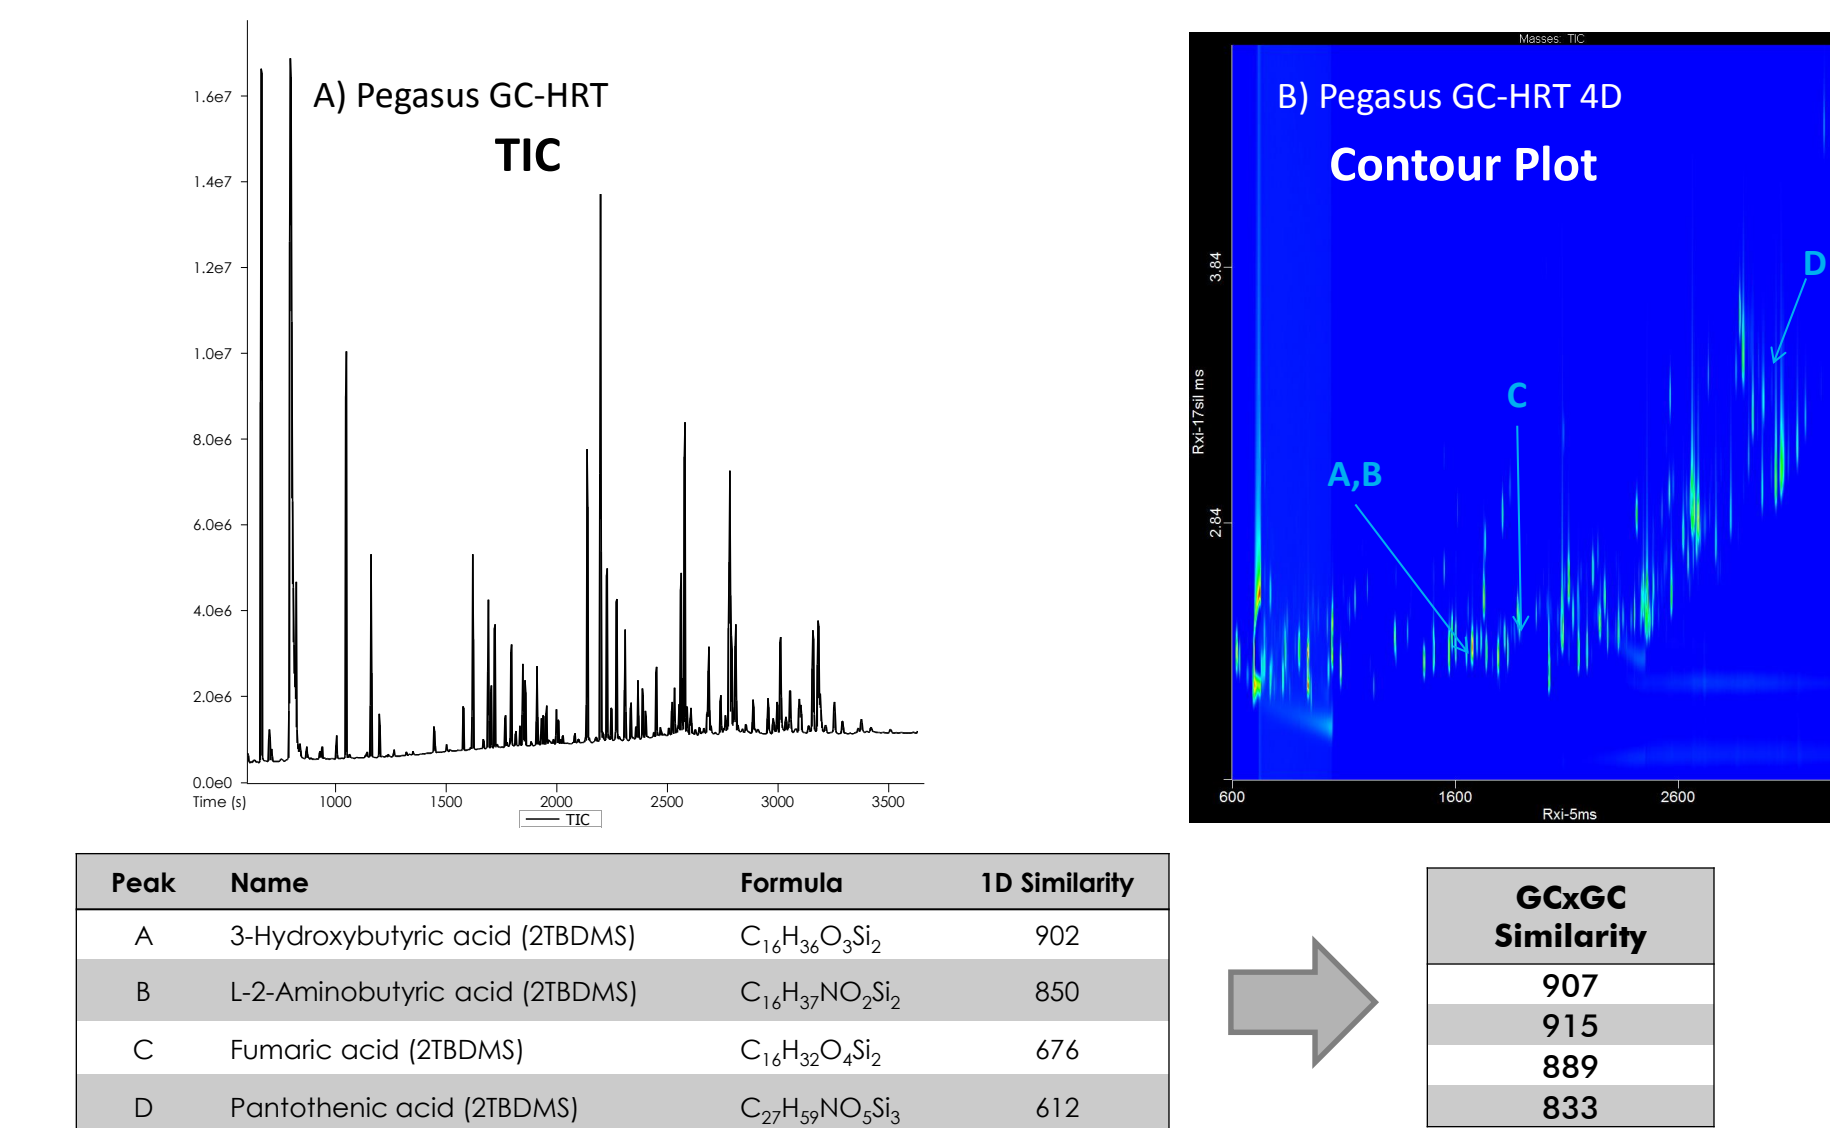 A) Pegasus GC-HRT
TIC
1.6e7
1.4e7
1.2e7
1.0e7
8.0e6
6.0e6
4.0e6
2.0e6
0.0e0
Time (s)
1000 1500 2000 2500 3000 3500
TIC
Masses: TIC
B) Pegasus GC-HRT 4D
Contour Plot
3.84
2.84
Rxi-17sil ms
A,B
C
D
600 1600 2600
Rxi-5ms
Peak Name Formula 1D Similarity
A 3-Hydroxybutyric acid (2TBDMS) C₁₆H₃₆O₃Si₂ 902
B L-2-Aminobutyric acid (2TBDMS) C₁₆H₃₇NO₂Si₂ 850
C Fumaric acid (2TBDMS) C₁₆H₃₂O₄Si₂ 676
D Pantothenic acid (2TBDMS) C₂₇H₅₉NO₅Si₃ 612
GCxGC
Similarity
907
915
889
833